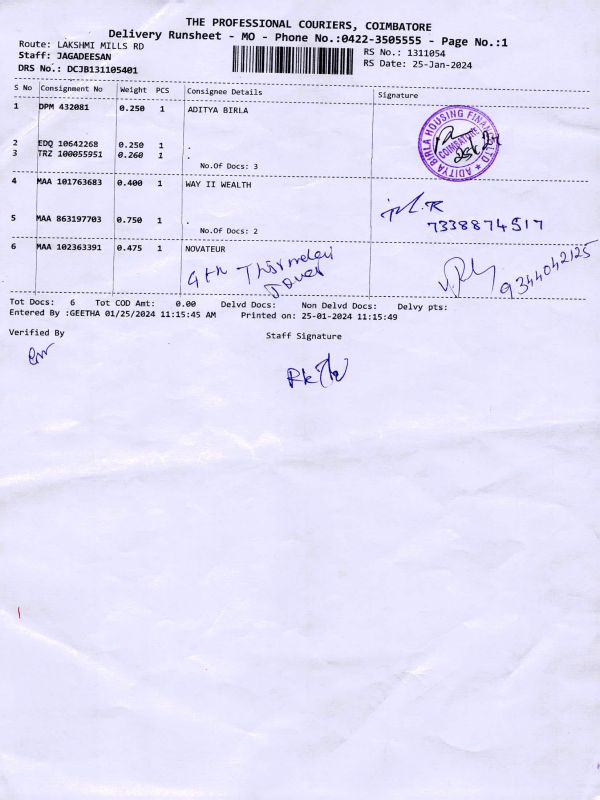 THE PROFESSIONAL COURIERS, COIMBATORE
Delivery Runsheet - MO - Phone No.:0422-3505555 - Page No.:1
Route: LAKSHMI MILLS RD
RS No.: 1311054
Staff: JAGADEESAN
RS Date: 25-Jan-2024
DRS No.: DCJB131105401
S No Consignment No Weight PCS Consignee Details Signature
1 DPM 432081 0.250 1 ADITYA BIRLA
ADITYA BIRLA HOUSING FINANCE LTD
COIMBATORE
2 EDQ 10642268 0.250 1 .
3 TRZ 100055951 0.260 1 .
No.Of Docs: 3
4 MAA 101763683 0.400 1 WAY II WEALTH
7338874517
5 MAA 863197703 0.750 1 .
No.Of Docs: 2
6 MAA 102363391 0.475 1 NOVATEUR
4th
9344042125
Tot Docs: 6 Tot COD Amt: 0.00 Delvd Docs: Non Delvd Docs: Delvy pts:
Entered By :GEETHA 01/25/2024 11:15:45 AM Printed on: 25-01-2024 11:15:49
Verified By Staff Signature